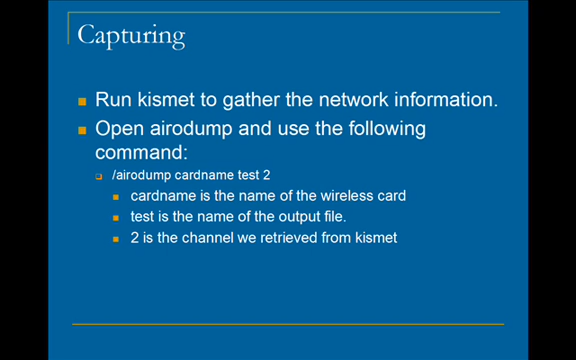 Capturing
Run kismet to gather the network information.
Open airodump and use the following
command:
/airodump cardname test 2
cardname is the name of the wireless card
test is the name of the output file.
2 is the channel we retrieved from kismet